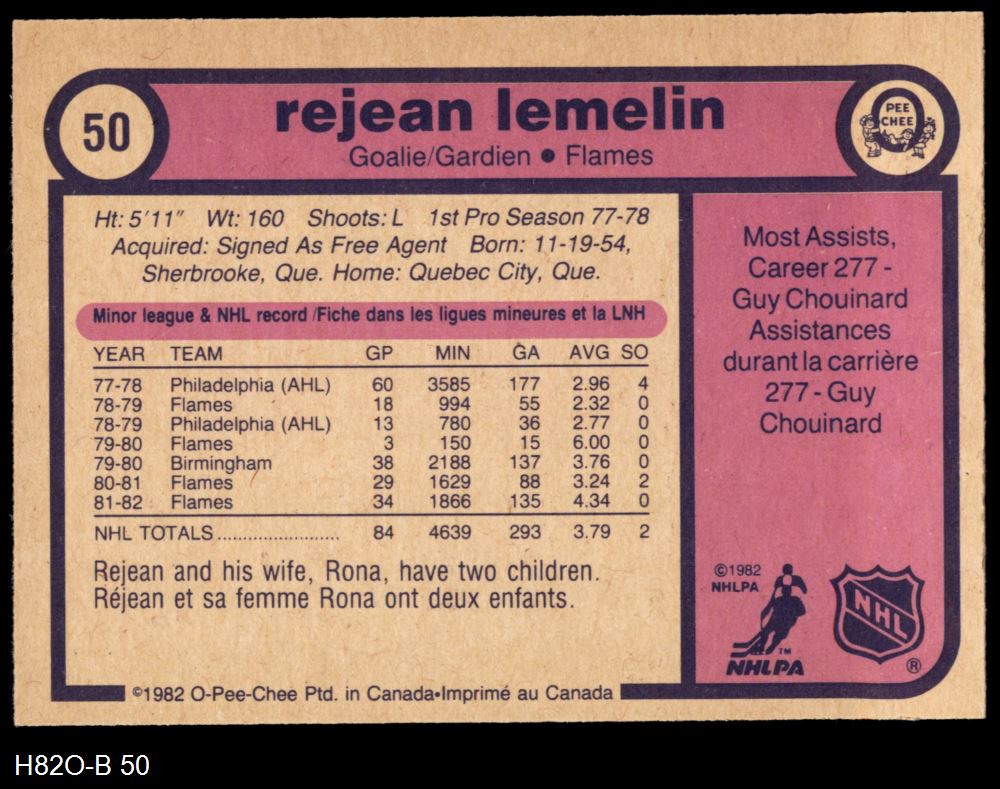 50
rejean lemelin
Goalie/Gardien ● Flames
O
PEE
CHEE
Ht: 5'11" Wt: 160 Shoots: L 1st Pro Season 77-78
Acquired: Signed As Free Agent Born: 11-19-54,
Sherbrooke, Que. Home: Quebec City, Que.
Minor league & NHL record /Fiche dans les ligues mineures et la LNH
YEAR TEAM GP MIN GA AVG SO
77-78 Philadelphia (AHL) 60 3585 177 2.96 4
78-79 Flames 18 994 55 2.32 0
78-79 Philadelphia (AHL) 13 780 36 2.77 0
79-80 Flames 3 150 15 6.00 0
79-80 Birmingham 38 2188 137 3.76 0
80-81 Flames 29 1629 88 3.24 2
81-82 Flames 34 1866 135 4.34 0
NHL TOTALS........................ 84 4639 293 3.79 2
Rejean and his wife, Rona, have two children.
Réjean et sa femme Rona ont deux enfants.
Most Assists,
Career 277 -
Guy Chouinard
Assistances
durant la carrière
277 - Guy
Chouinard
©1982
NHLPA
TM
NHLPA
NHL
®
©1982 O-Pee-Chee Ptd. in Canada•Imprimé au Canada
H82O-B 50